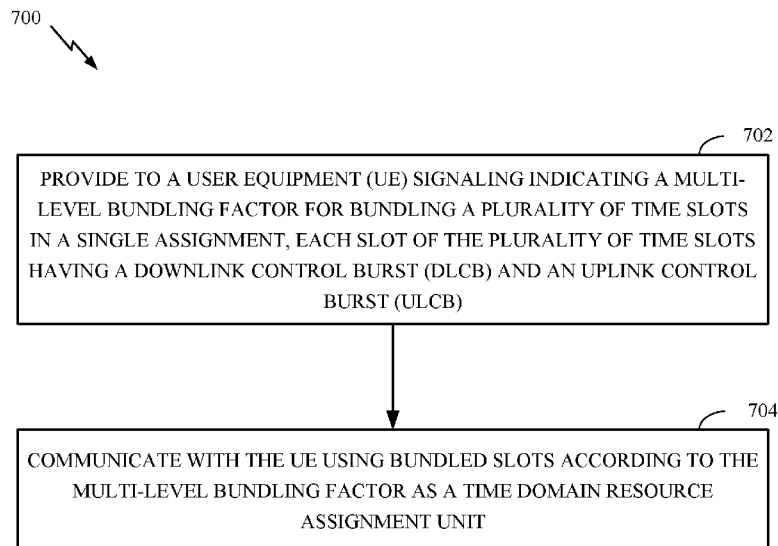 700
702
PROVIDE TO A USER EQUIPMENT (UE) SIGNALING INDICATING A MULTI-
LEVEL BUNDLING FACTOR FOR BUNDLING A PLURALITY OF TIME SLOTS
IN A SINGLE ASSIGNMENT, EACH SLOT OF THE PLURALITY OF TIME SLOTS
HAVING A DOWNLINK CONTROL BURST (DLCB) AND AN UPLINK CONTROL
BURST (ULCB)
704
COMMUNICATE WITH THE UE USING BUNDLED SLOTS ACCORDING TO THE
MULTI-LEVEL BUNDLING FACTOR AS A TIME DOMAIN RESOURCE
ASSIGNMENT UNIT